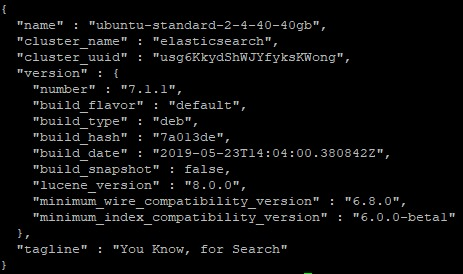 {
  "name" : "ubuntu-standard-2-4-40-40gb",
  "cluster_name" : "elasticsearch",
  "cluster_uuid" : "usg6KkydShWJYfyksKWong",
  "version" : {
    "number" : "7.1.1",
    "build_flavor" : "default",
    "build_type" : "deb",
    "build_hash" : "7a013de",
    "build_date" : "2019-05-23T14:04:00.380842Z",
    "build_snapshot" : false,
    "lucene_version" : "8.0.0",
    "minimum_wire_compatibility_version" : "6.8.0",
    "minimum_index_compatibility_version" : "6.0.0-beta1"
  },
  "tagline" : "You Know, for Search"
}